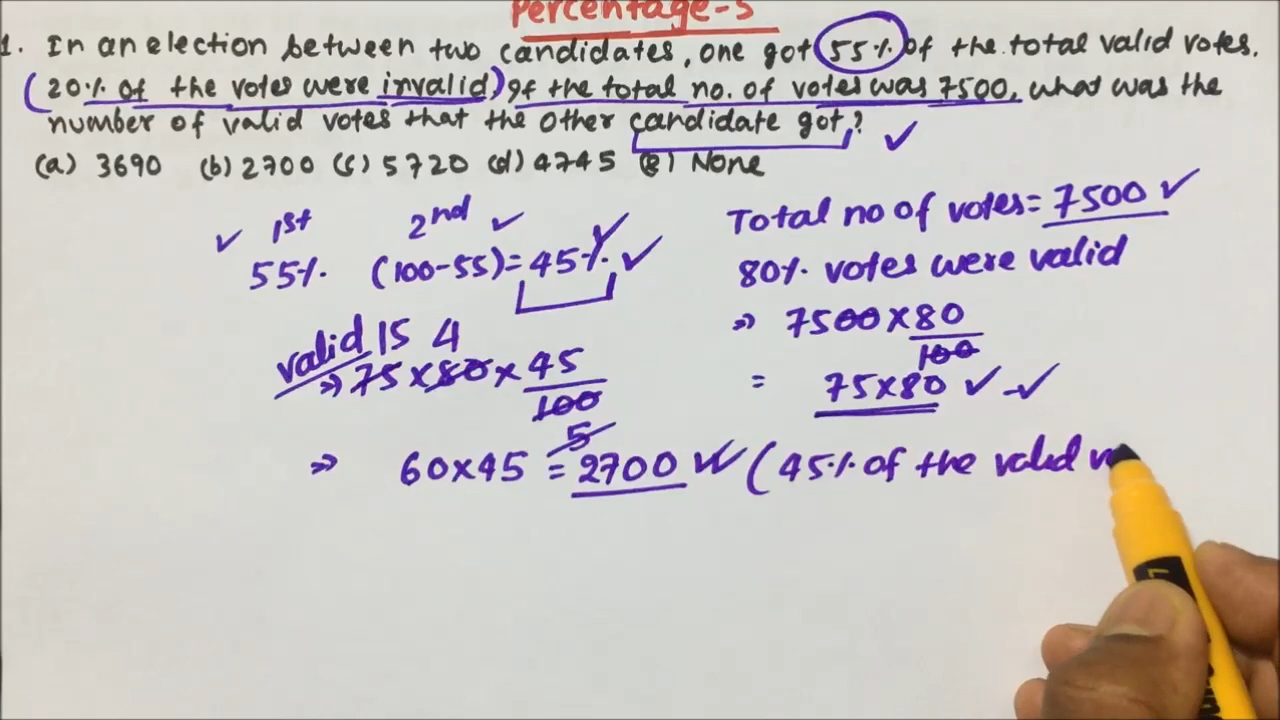 Percentage-5
1. In an election between two candidates, one got 55% of the total valid votes.
(20% of the votes were invalid) If the total no. of votes was 7500, what was the
number of valid votes that the other candidate got?
(a) 3690 (b) 2700 (c) 5720 (d) 4745 (e) None
1st 2nd
55% (100-55)=45%
valid 15 4
⇒ 75×80×45
100
5
⇒ 60×45 = 2700 (45% of the valid
Total no of votes= 7500
80% votes were valid
⇒ 7500×80
100
= 75×80